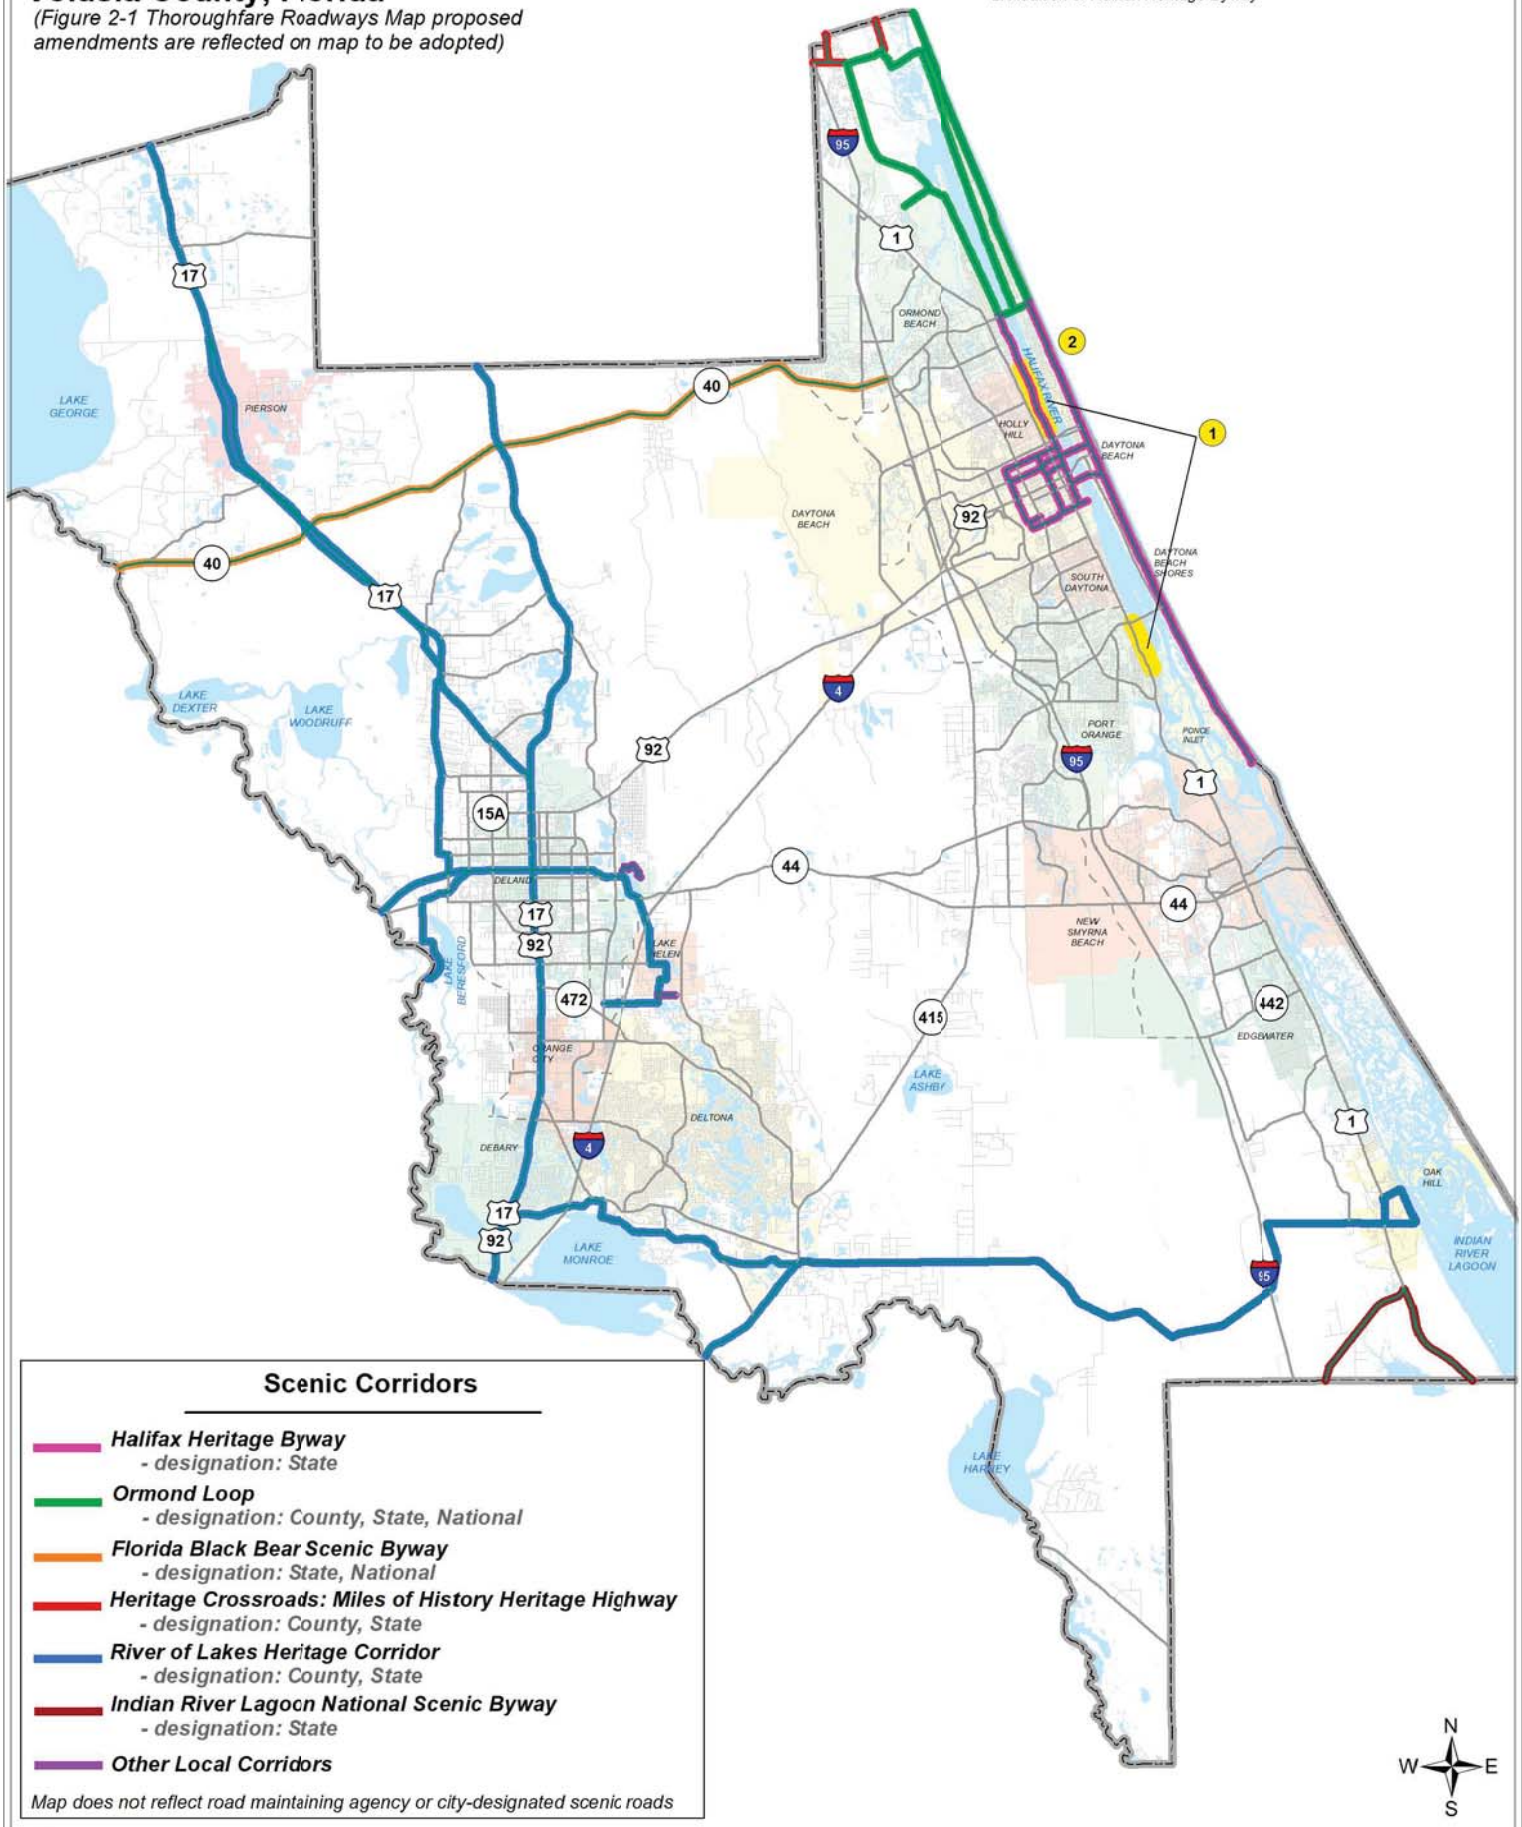 (Figure 2-1 Thoroughfare Roadways Map proposed
amendments are reflected on map to be adopted)
95
1
17
ORMOND
BEACH
2
HALIFAX RIVER
40
LAKE
GEORGE
PIERSON
HOLLY
HILL
1
DAYTONA
BEACH
DAYTONA
BEACH
92
40
DAYTONA
BEACH
SHORES
17
SOUTH
DAYTONA
LAKE
DEXTER
LAKE
WOODRUFF
4
92
PORT
ORANGE
PONCE
INLET
95
1
15A
44
DELAND
44
17
92
LAKE
HELEN
NEW
SMYRNA
BEACH
LAKE
BERESFORD
472
415
442
EDGEWATER
ORANGE
CITY
LAKE
ASHBY
DELTONA
1
DEBARY
4
OAK
HILL
17
92
LAKE
MONROE
INDIAN
RIVER
LAGOON
95
LAKE
HARNEY
Scenic Corridors
Halifax Heritage Byway
- designation: State
Ormond Loop
- designation: County, State, National
Florida Black Bear Scenic Byway
- designation: State, National
Heritage Crossroads: Miles of History Heritage Highway
- designation: County, State
River of Lakes Heritage Corridor
- designation: County, State
Indian River Lagoon National Scenic Byway
- designation: State
Other Local Corridors
Map does not reflect road maintaining agency or city-designated scenic roads
N
W E
S